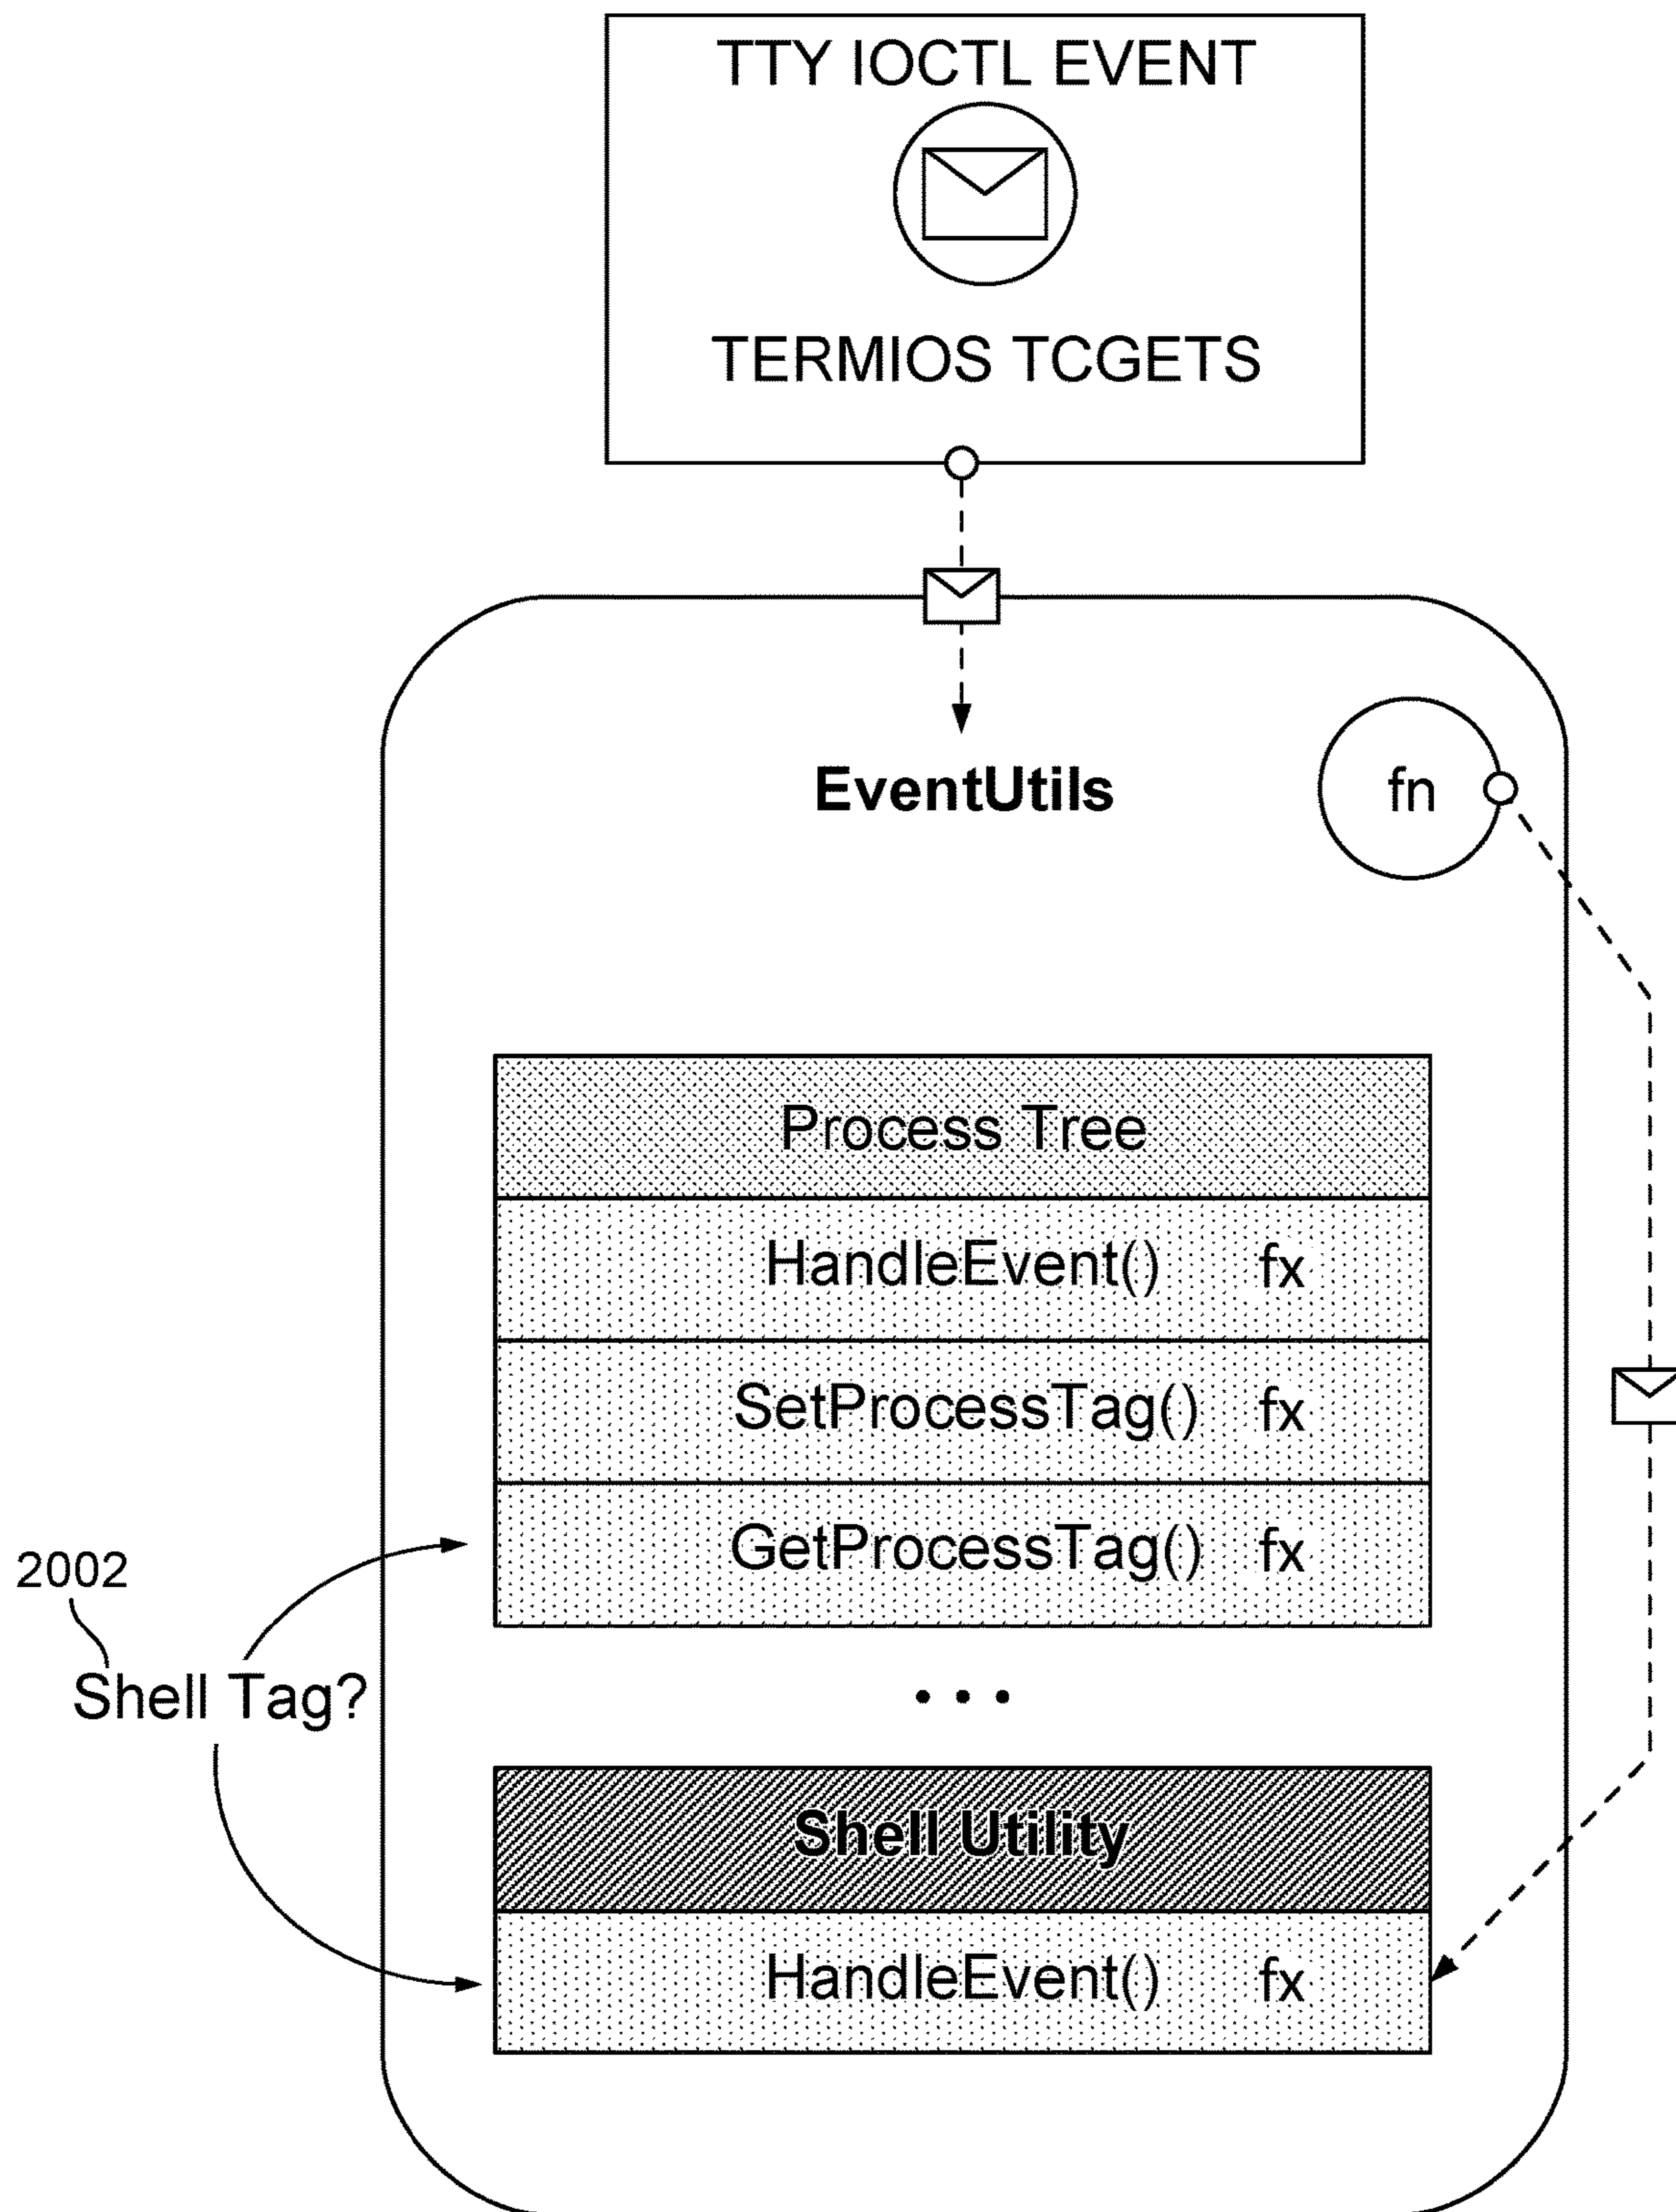 TTY IOCTL EVENT
TERMIOS TCGETS
EventUtils
fn
Process Tree
HandleEvent() fx
SetProcessTag() fx
GetProcessTag() fx
2002
Shell Tag?
• • •
Shell Utility
HandleEvent() fx